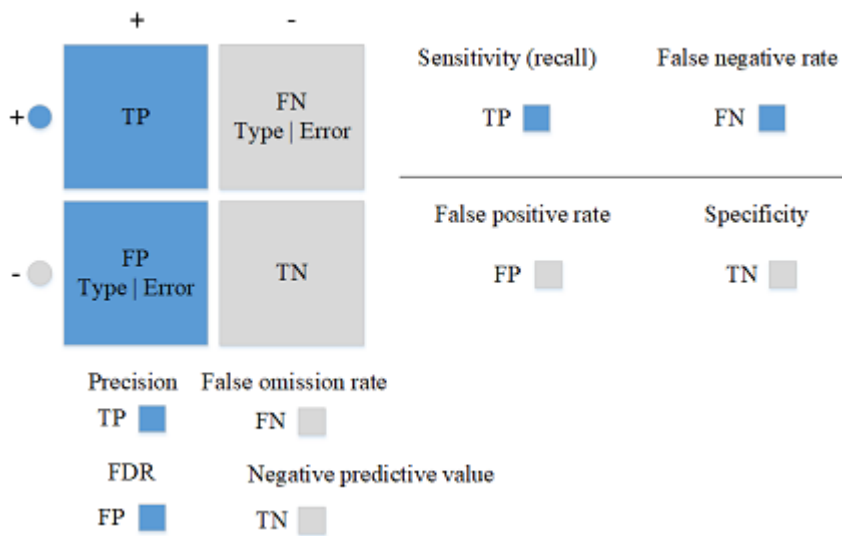 + -
+ TP FN
Type | Error
Sensitivity (recall) False negative rate
TP FN
- FP
Type | Error TN
False positive rate Specificity
FP TN
Precision False omission rate
TP FN
FDR Negative predictive value
FP TN